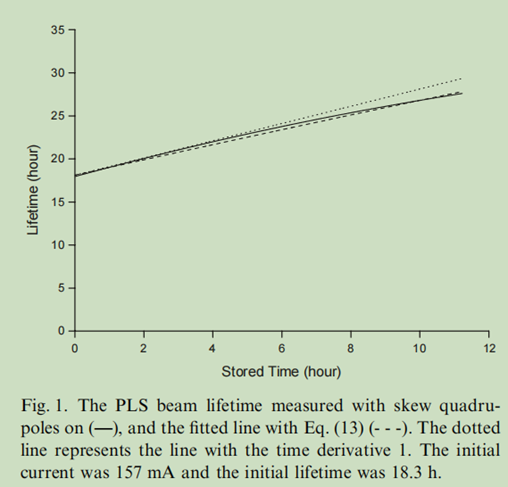 35
30
25
20
15
10
5
0
Lifetime (hour)
0 2 4 6 8 10 12
Stored Time (hour)
Fig. 1. The PLS beam lifetime measured with skew quadru-
poles on (—), and the fitted line with Eq. (13) (- - -). The dotted
line represents the line with the time derivative 1. The initial
current was 157 mA and the initial lifetime was 18.3 h.